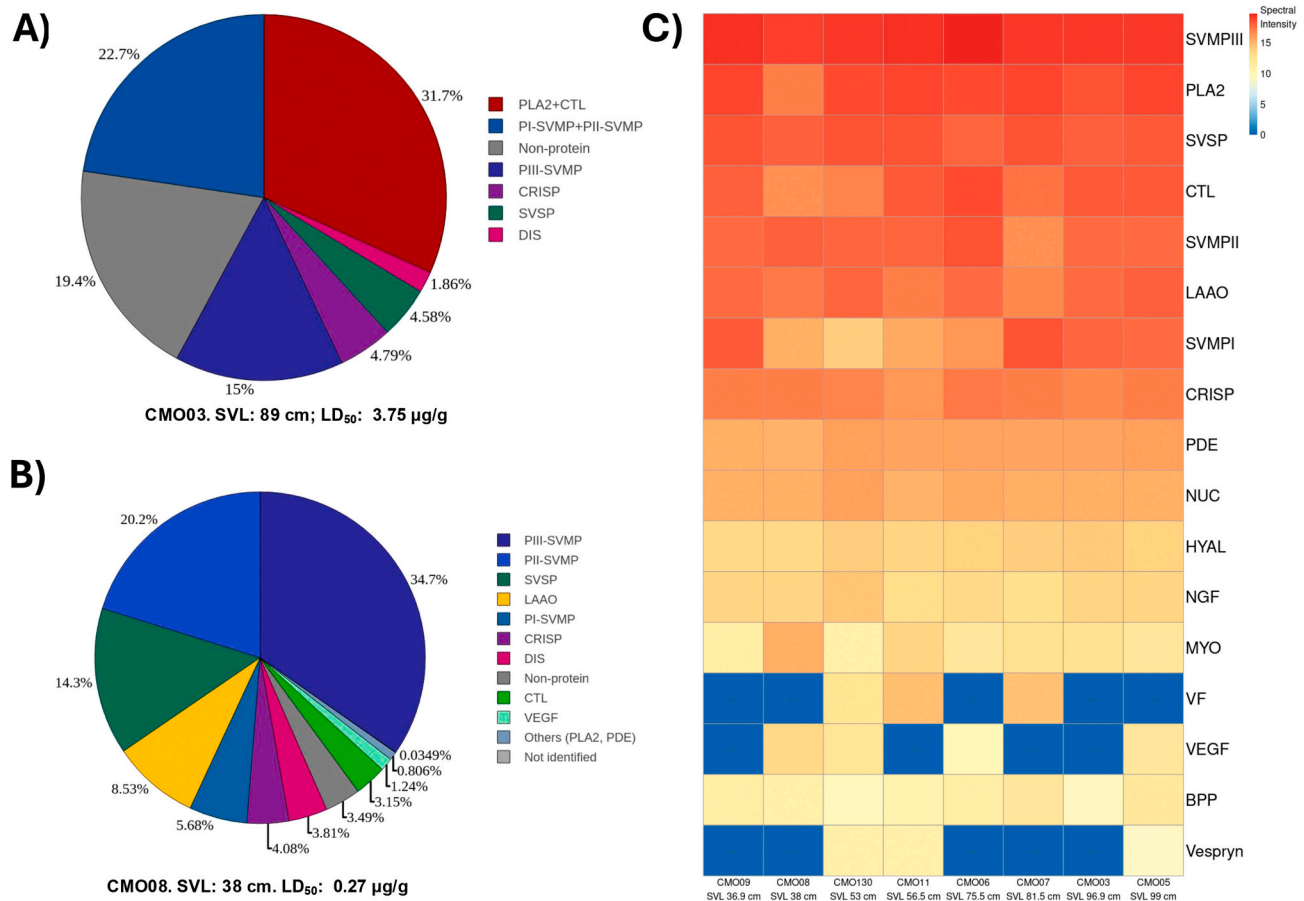 A)
22.7%
31.7%
19.4%
1.86%
4.58%
4.79%
15%
PLA2+CTL
PI-SVMP+PII-SVMP
Non-protein
PIII-SVMP
CRISP
SVSP
DIS
CMO03. SVL: 89 cm; LD₅₀: 3.75 µg/g
B)
20.2%
34.7%
14.3%
8.53%
5.68%
4.08%
3.81%
3.49%
3.15%
1.24%
0.806%
0.0349%
PIII-SVMP
PII-SVMP
SVSP
LAAO
PI-SVMP
CRISP
DIS
Non-protein
CTL
VEGF
Others (PLA2, PDE)
Not identified
CMO08. SVL: 38 cm. LD₅₀: 0.27 µg/g
C)
SVMPIII
PLA2
SVSP
CTL
SVMPII
LAAO
SVMPI
CRISP
PDE
NUC
HYAL
NGF
MYO
VF
VEGF
BPP
Vespryn
CMO09 CMO08 CMO130 CMO11 CMO06 CMO07 CMO03 CMO05
SVL 36.9 cm SVL 38 cm SVL 53 cm SVL 56.5 cm SVL 75.5 cm SVL 81.5 cm SVL 96.9 cm SVL 99 cm
Spectral
Intensity
15
10
5
0